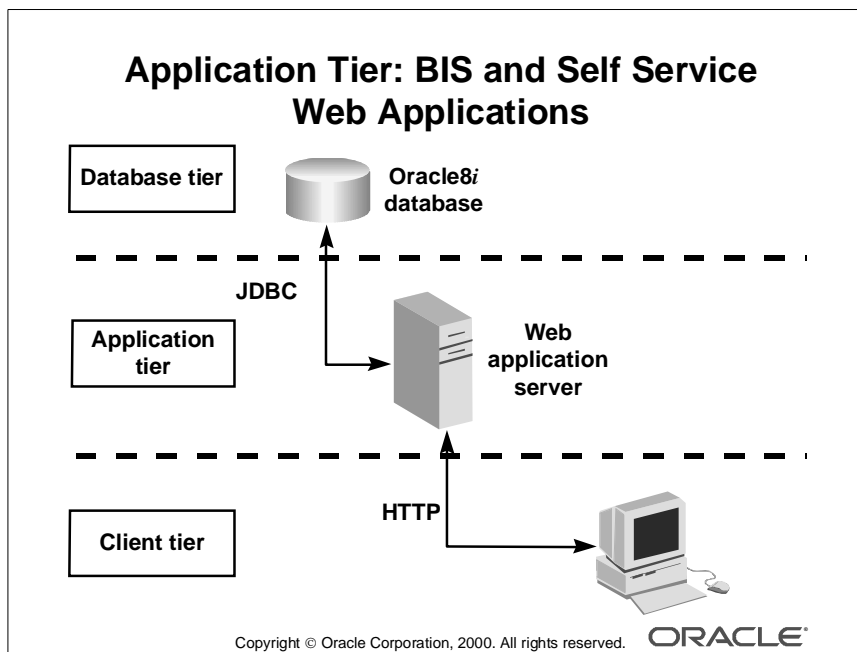 Application Tier: BIS and Self Service
Web Applications
Database tier
Oracle8i
database
JDBC
Application
tier
Web
application
server
HTTP
Client tier
Copyright © Oracle Corporation, 2000. All rights reserved.
ORACLE®